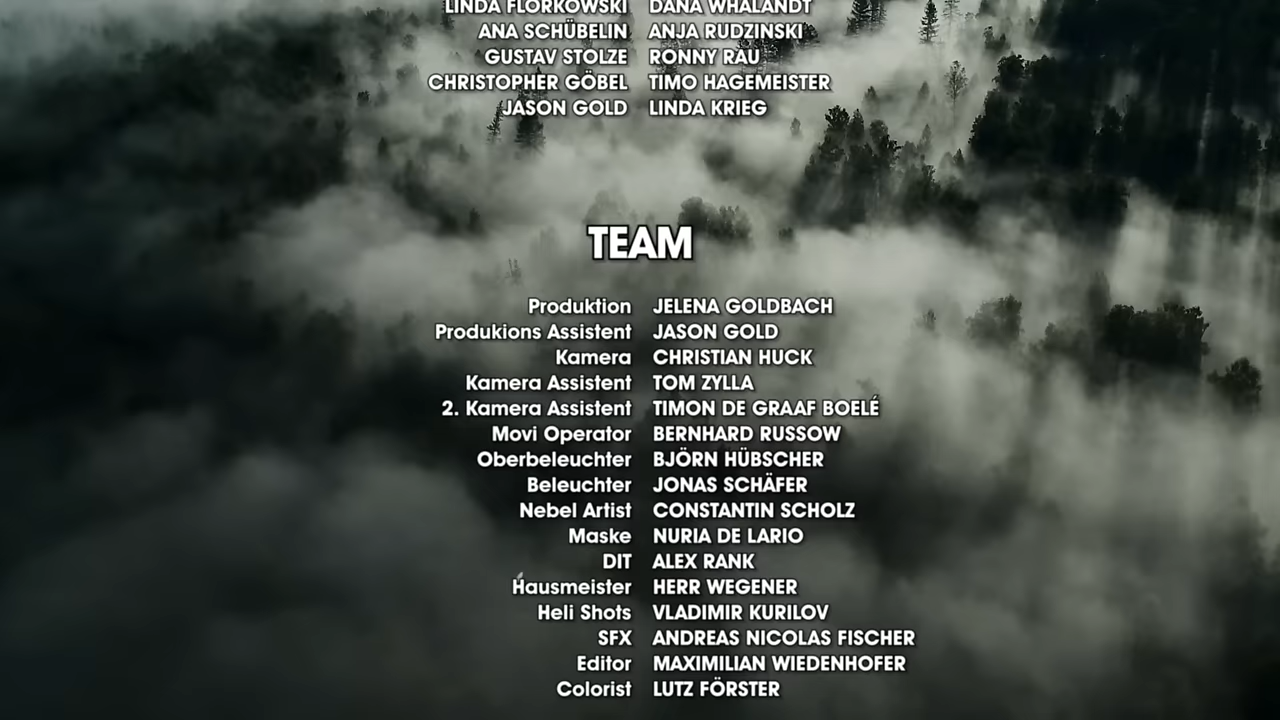 LINDA FLORKOWSKI DANA WHALANDT
ANA SCHÜBELIN ANJA RUDZINSKI
GUSTAV STOLZE RONNY RAU
CHRISTOPHER GÖBEL TIMO HAGEMEISTER
JASON GOLD LINDA KRIEG
TEAM
Produktion JELENA GOLDBACH
Produkions Assistent JASON GOLD
Kamera CHRISTIAN HUCK
Kamera Assistent TOM ZYLLA
2. Kamera Assistent TIMON DE GRAAF BOELÉ
Movi Operator BERNHARD RUSSOW
Oberbeleuchter BJÖRN HÜBSCHER
Beleuchter JONAS SCHÄFER
Nebel Artist CONSTANTIN SCHOLZ
Maske NURIA DE LARIO
DIT ALEX RANK
Hausmeister HERR WEGENER
Heli Shots VLADIMIR KURILOV
SFX ANDREAS NICOLAS FISCHER
Editor MAXIMILIAN WIEDENHOFER
Colorist LUTZ FÖRSTER